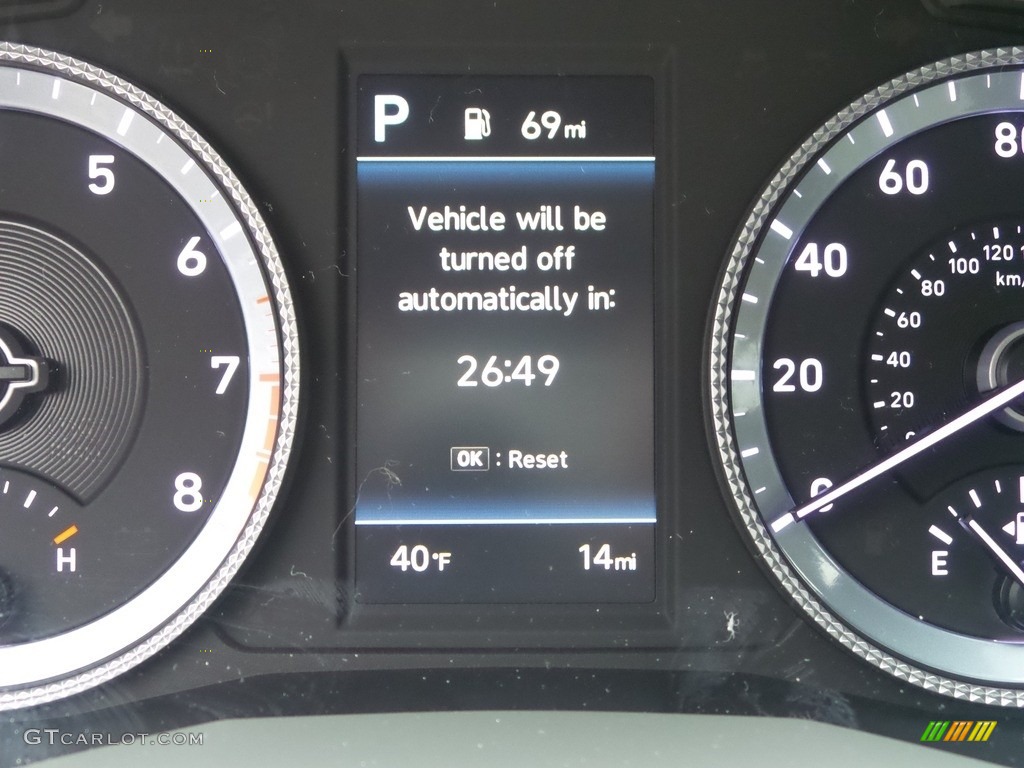 P 69mi
Vehicle will be
turned off
automatically in:
26:49
OK : Reset
40°F 14mi
5
6
7
8
H
80
60
40
20
0
120
100
80
60
40
20
0
km/
E
GTCARLOT.COM